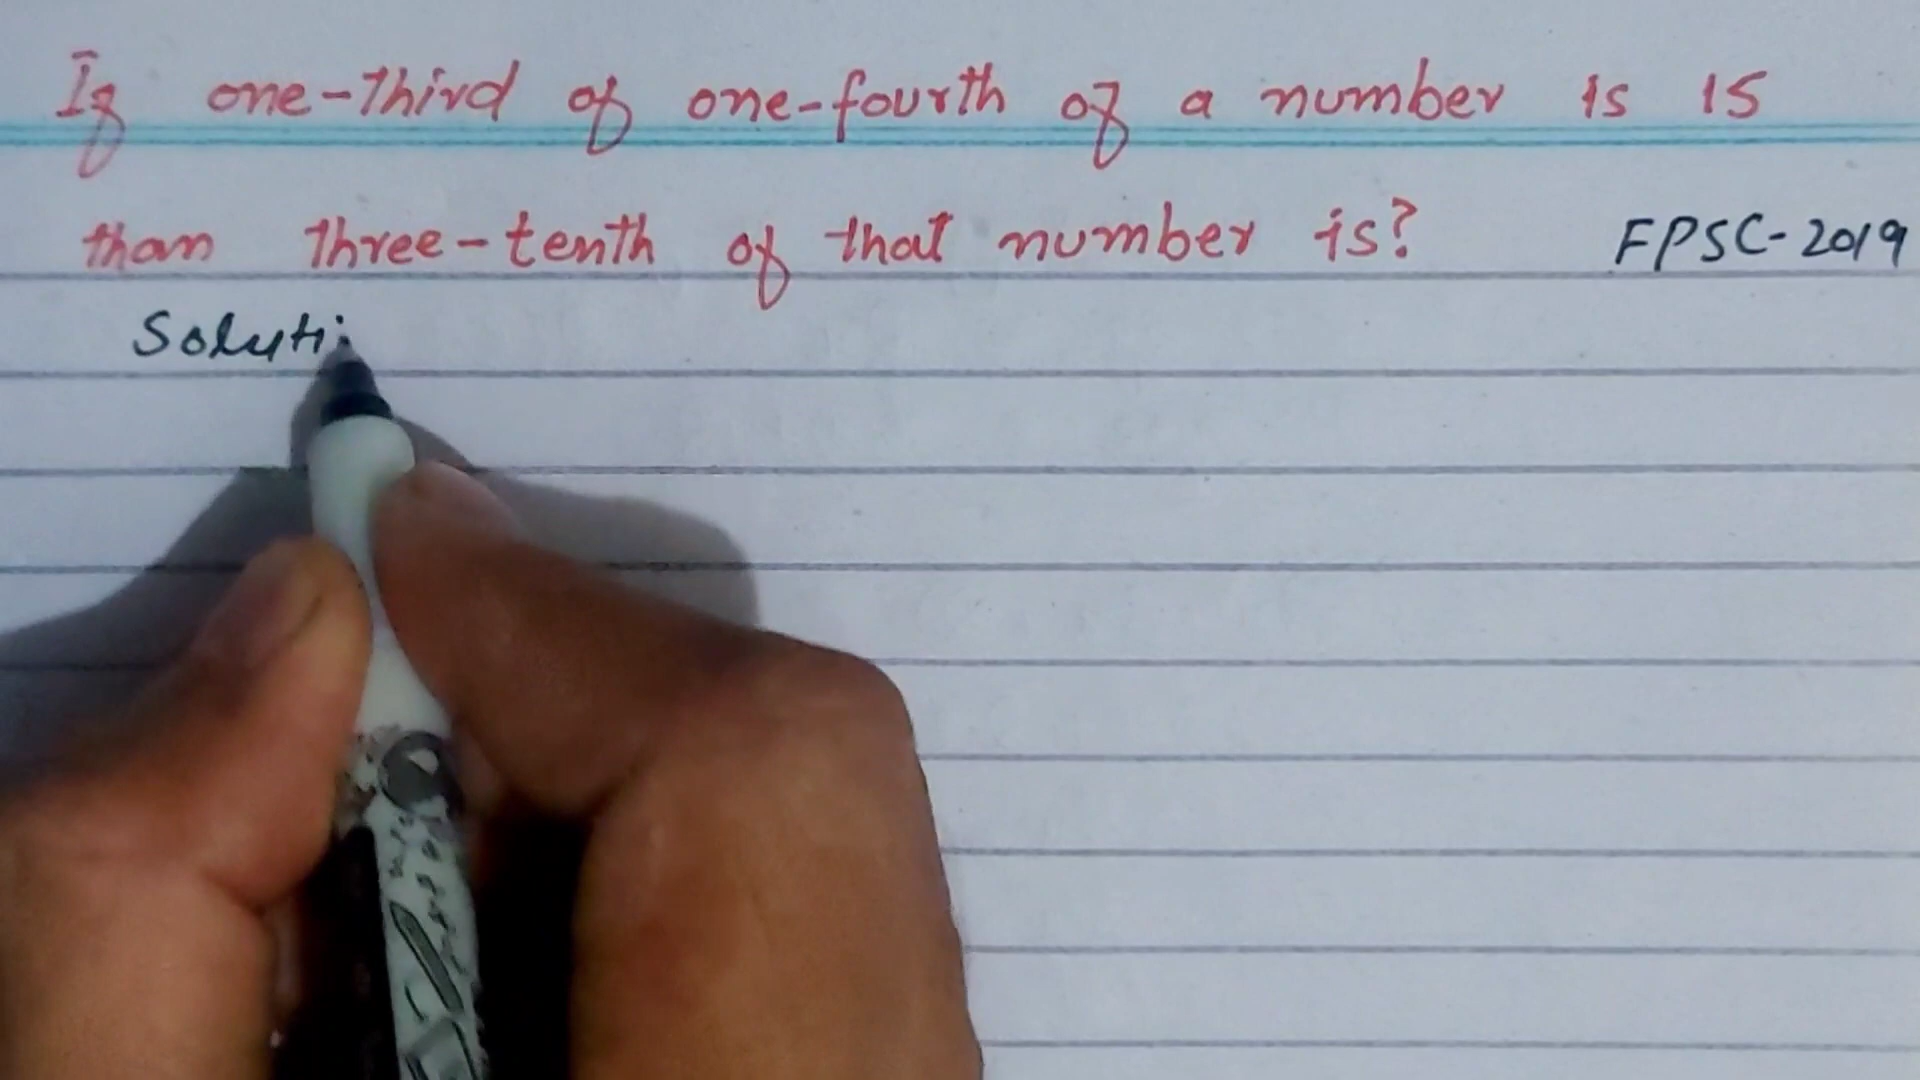 If one-third of one-fourth of a number is 15
than three-tenth of that number is? FPSC-2019
Soluti